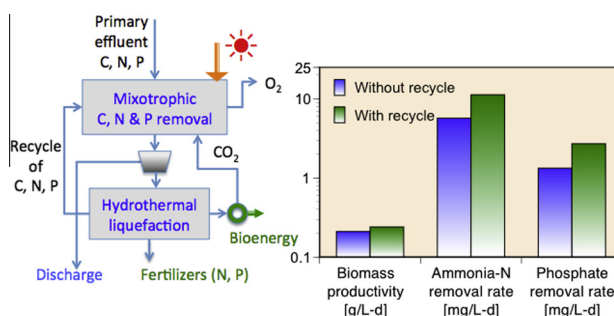 Primary
effluent
C, N, P
O2
Mixotrophic
C, N & P removal
Recycle
of
C, N, P
CO2
Hydrothermal
liquefaction
Bioenergy
Discharge
Fertilizers (N, P)
25
10
1
0.1
Without recycle
With recycle
Biomass
productivity
[g/L-d]
Ammonia-N
removal rate
[mg/L-d]
Phosphate
removal rate
[mg/L-d]